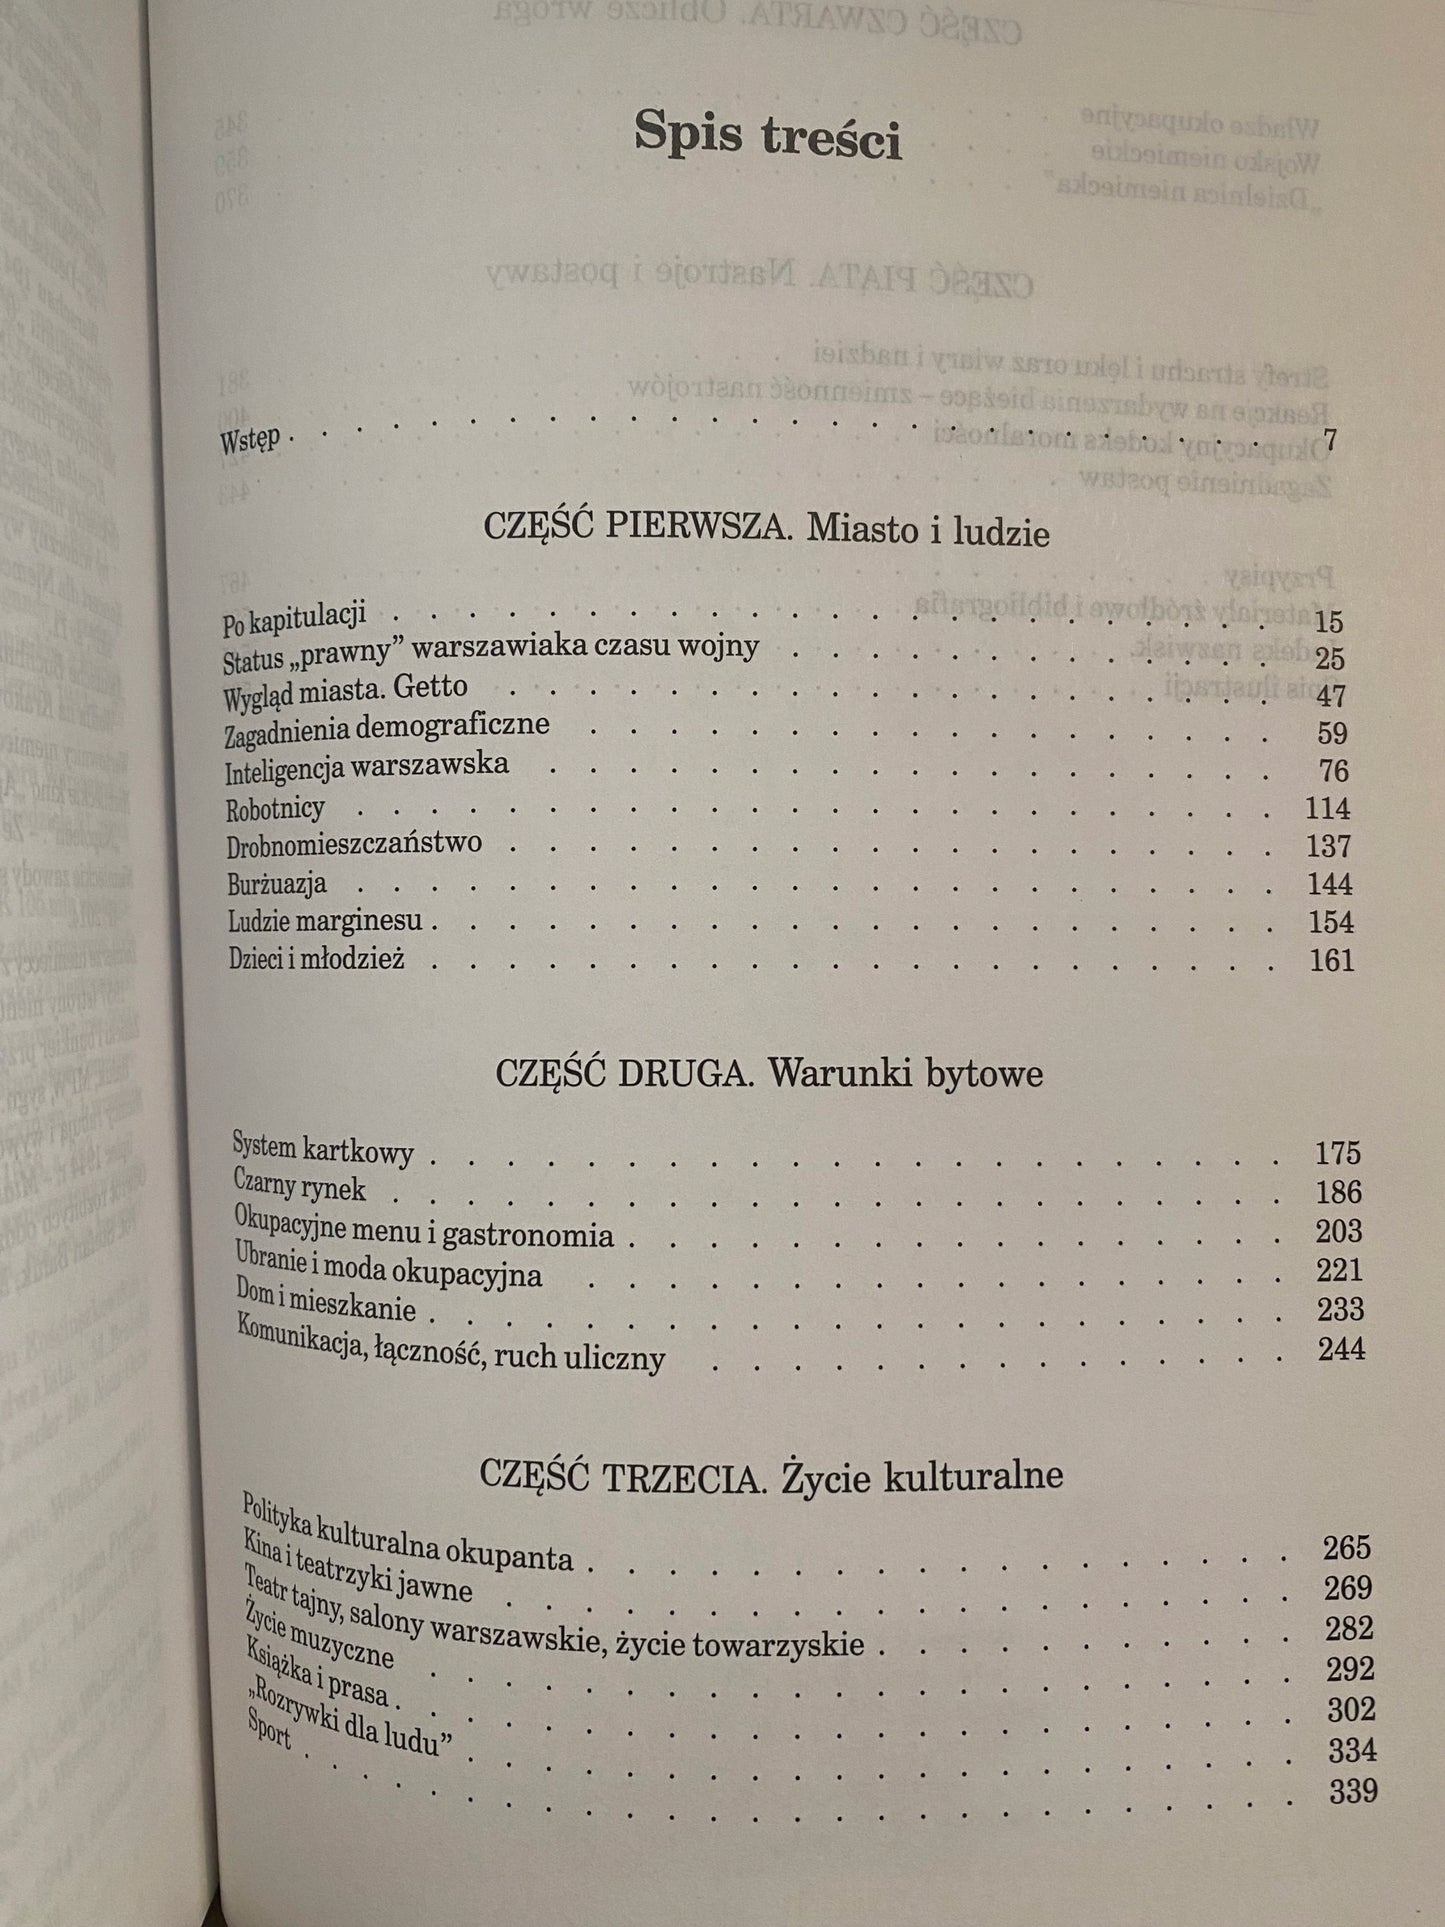 Spis treści
Wstęp . . . . . . . . . . . . . . . . . . . . . . . . . 7
CZĘŚĆ PIERWSZA. Miasto i ludzie
Po kapitulacji . . . . . . . . . . . . . . . . . . . . . . 15
Status „prawny” warszawiaka czasu wojny . . . . . . . . . . . . 25
Wygląd miasta. Getto . . . . . . . . . . . . . . . . . . . 47
Zagadnienia demograficzne . . . . . . . . . . . . . . . . . 59
Inteligencja warszawska . . . . . . . . . . . . . . . . . . 76
Robotnicy . . . . . . . . . . . . . . . . . . . . . . . 114
Drobnomieszczaństwo . . . . . . . . . . . . . . . . . . . 137
Burżuazja . . . . . . . . . . . . . . . . . . . . . . . 144
Ludzie marginesu . . . . . . . . . . . . . . . . . . . . . 154
Dzieci i młodzież . . . . . . . . . . . . . . . . . . . . . 161
CZĘŚĆ DRUGA. Warunki bytowe
System kartkowy . . . . . . . . . . . . . . . . . . . . . 175
Czarny rynek . . . . . . . . . . . . . . . . . . . . . . 186
Okupacyjne menu i gastronomia . . . . . . . . . . . . . . . . 203
Ubranie i moda okupacyjna . . . . . . . . . . . . . . . . . 221
Dom i mieszkanie . . . . . . . . . . . . . . . . . . . . . 233
Komunikacja, łączność, ruch uliczny . . . . . . . . . . . . . . 244
CZĘŚĆ TRZECIA. Życie kulturalne
Polityka kulturalna okupanta . . . . . . . . . . . . . . . . . 265
Kina i teatrzyki jawne . . . . . . . . . . . . . . . . . . . 269
Teatr tajny, salony warszawskie, życie towarzyskie . . . . . . . . . . 282
Życie muzyczne . . . . . . . . . . . . . . . . . . . . . 292
Książka i prasa . . . . . . . . . . . . . . . . . . . . . . 302
„Rozrywki dla ludu” . . . . . . . . . . . . . . . . . . . . 334
Sport . . . . . . . . . . . . . . . . . . . . . . . . . 339